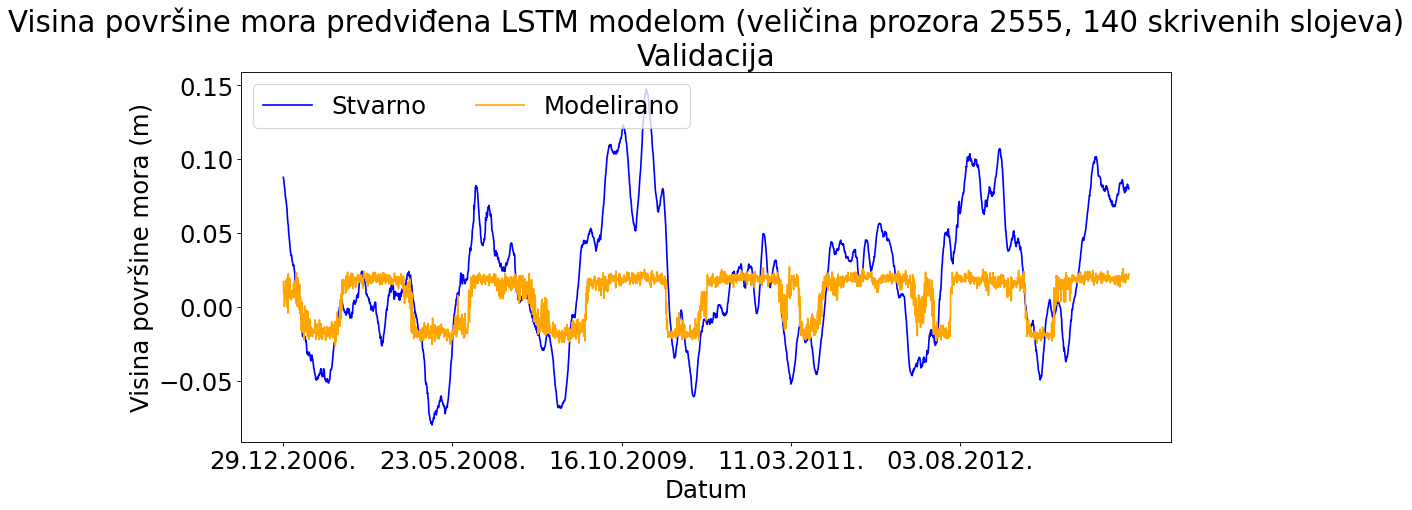 Visina površine mora predviđena LSTM modelom (veličina prozora 2555, 140 skrivenih slojeva)
Validacija
Stvarno Modelirano
Visina površine mora (m)
0.15
0.10
0.05
0.00
−0.05
29.12.2006. 23.05.2008. 16.10.2009. 11.03.2011. 03.08.2012.
Datum